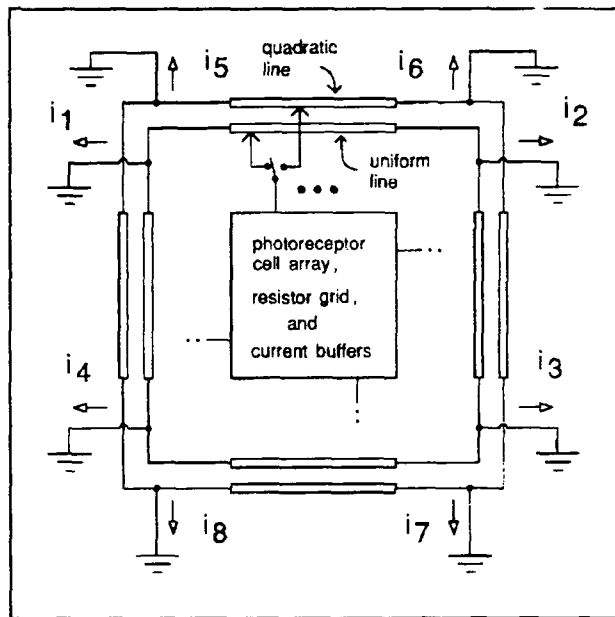 quadratic
line
i5
i6
i1
i2
uniform
line
photoreceptor
cell array,
resistor grid,
and
current buffers
i4
i3
i8
i7